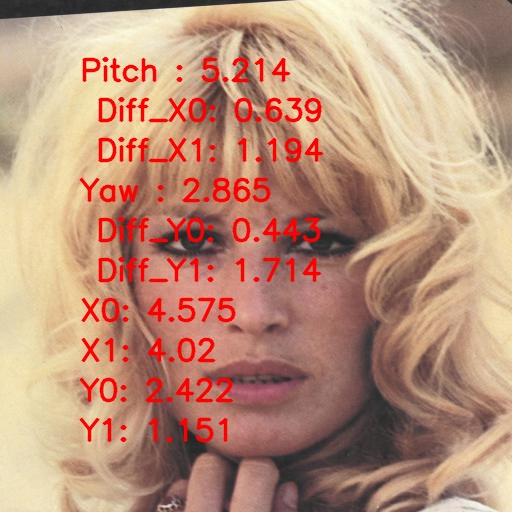 Pitch : 5.214
Diff_X0: 0.639
Diff_X1: 1.194
Yaw : 2.865
Diff_Y0: 0.443
Diff_Y1: 1.714
X0: 4.575
X1: 4.02
Y0: 2.422
Y1: 1.151